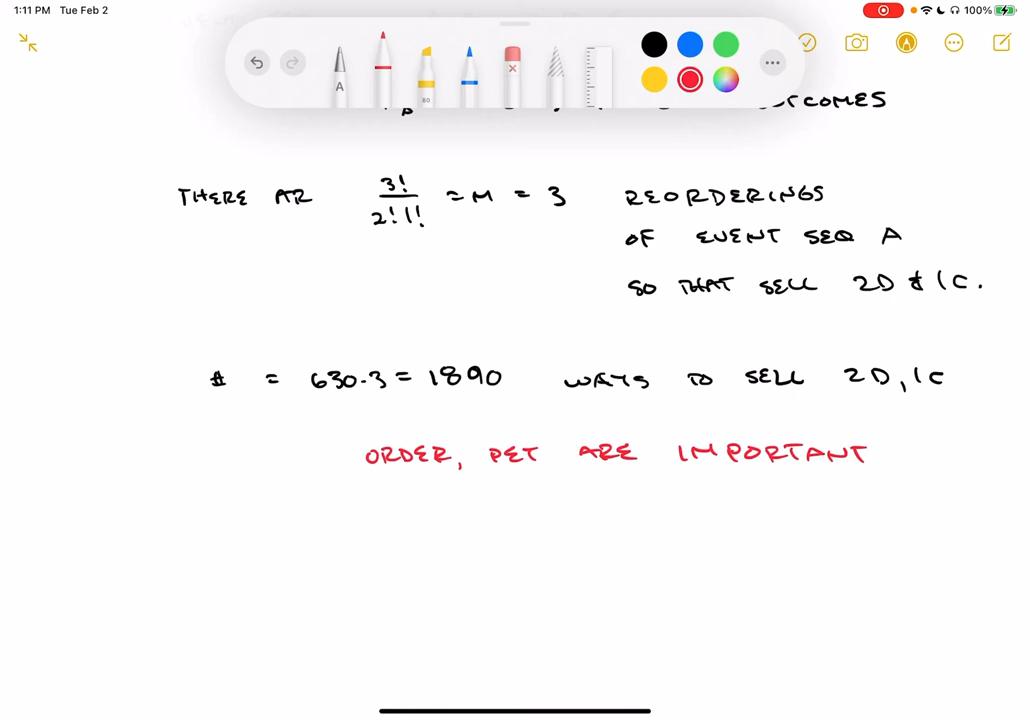 1:11 PM Tue Feb 2
100%
A
80
OUTCOMES
THERE AR 3!/2!1! = M = 3 REORDERINGS
OF EVENT SEQ A
SO THAT SELL 2D & 1C.
# = 630·3 = 1890 WAYS TO SELL 2D, 1C
ORDER, PET ARE IMPORTANT